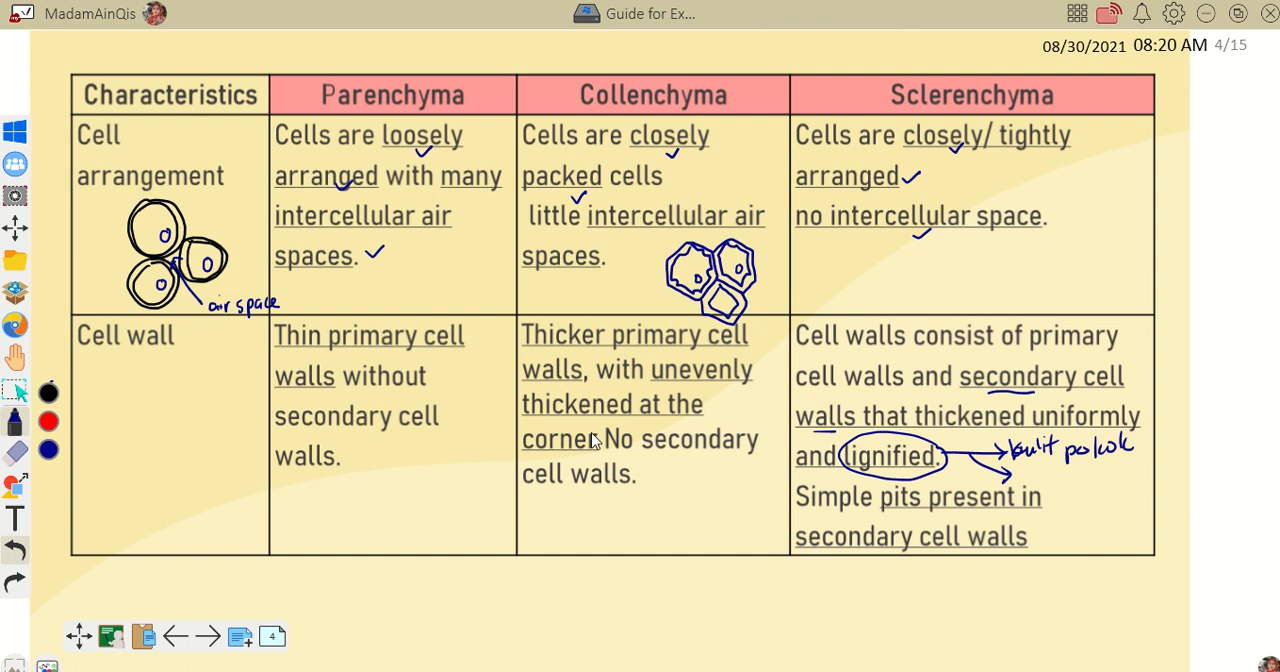 MadamAinQis
Guide for Ex...
08/30/2021 08:20 AM 4/15
Characteristics
Parenchyma
Collenchyma
Sclerenchyma
Cell
arrangement
air space
Cells are loosely
arranged with many
intercellular air
spaces.
Cells are closely
packed cells
little intercellular air
spaces.
Cells are closely/ tightly
arranged
no intercellular space.
Cell wall
Thin primary cell
walls without
secondary cell
walls.
Thicker primary cell
walls, with unevenly
thickened at the
corner. No secondary
cell walls.
Cell walls consist of primary
cell walls and secondary cell
walls that thickened uniformly
and lignified.
kulit pokok
Simple pits present in
secondary cell walls
T
4